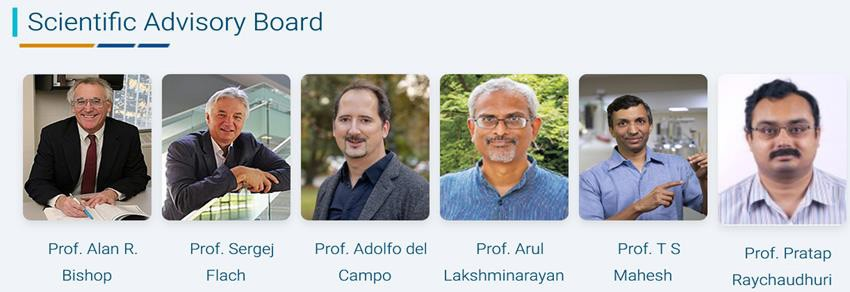 Scientific Advisory Board
Prof. Alan R.
Bishop
Prof. Sergej
Flach
Prof. Adolfo del
Campo
Prof. Arul
Lakshminarayan
Prof. T S
Mahesh
Prof. Pratap
Raychaudhuri